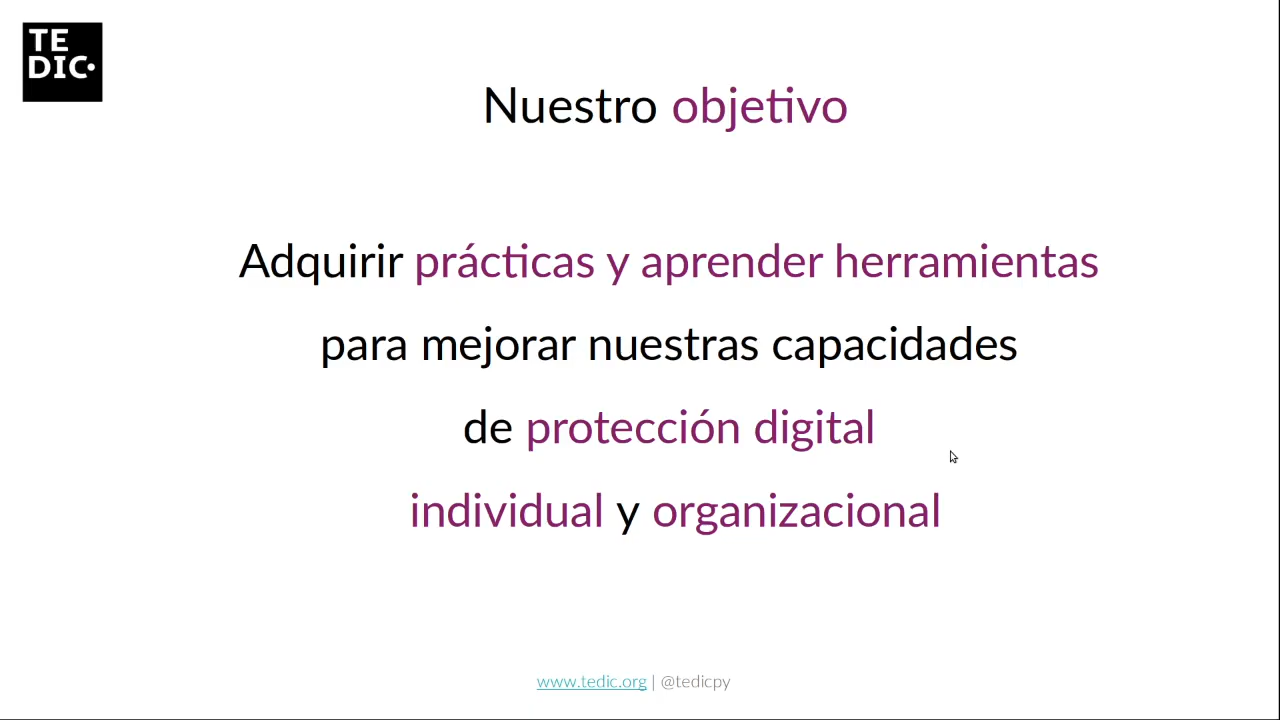 TE
DIC•
Nuestro objetivo
Adquirir prácticas y aprender herramientas
para mejorar nuestras capacidades
de protección digital
individual y organizacional
www.tedic.org | @tedicpy